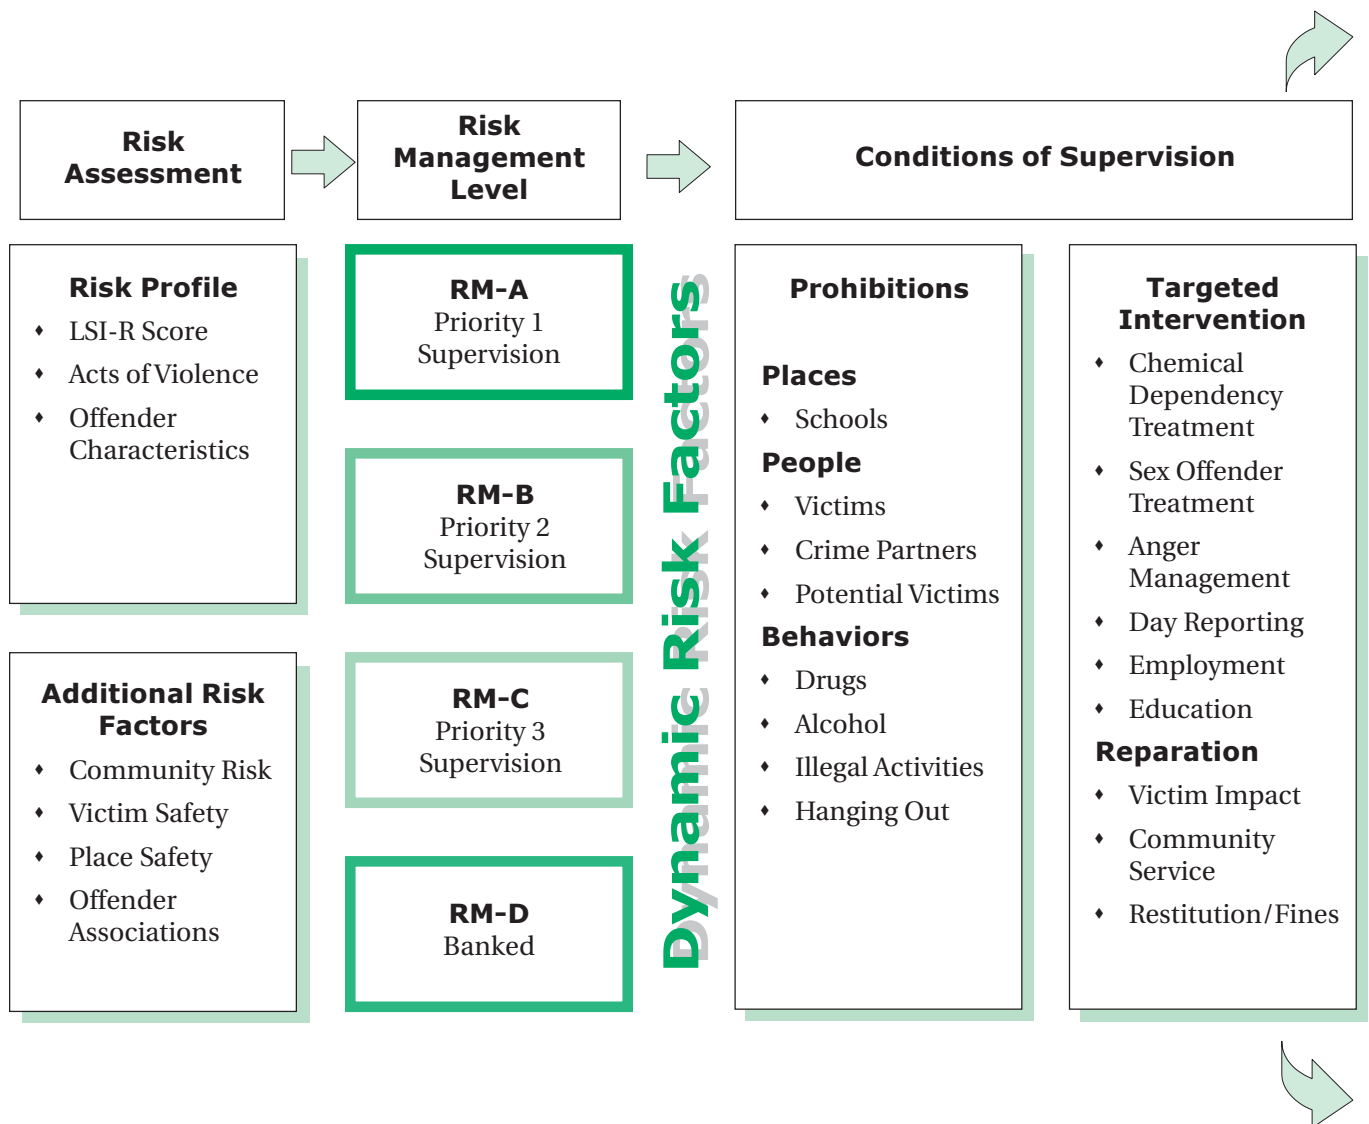 Risk
Assessment
Risk
Management
Level
Conditions of Supervision
Risk Profile
LSI-R Score
Acts of Violence
Offender
Characteristics
Additional Risk
Factors
Community Risk
Victim Safety
Place Safety
Offender
Associations
RM–A
Priority 1
Supervision
RM–B
Priority 2
Supervision
RM–C
Priority 3
Supervision
RM–D
Banked
Dynamic Risk Factors
Prohibitions
Places
Schools
People
Victims
Crime Partners
Potential Victims
Behaviors
Drugs
Alcohol
Illegal Activities
Hanging Out
Targeted
Intervention
Chemical
Dependency
Treatment
Sex Offender
Treatment
Anger
Management
Day Reporting
Employment
Education
Reparation
Victim Impact
Community
Service
Restitution/Fines